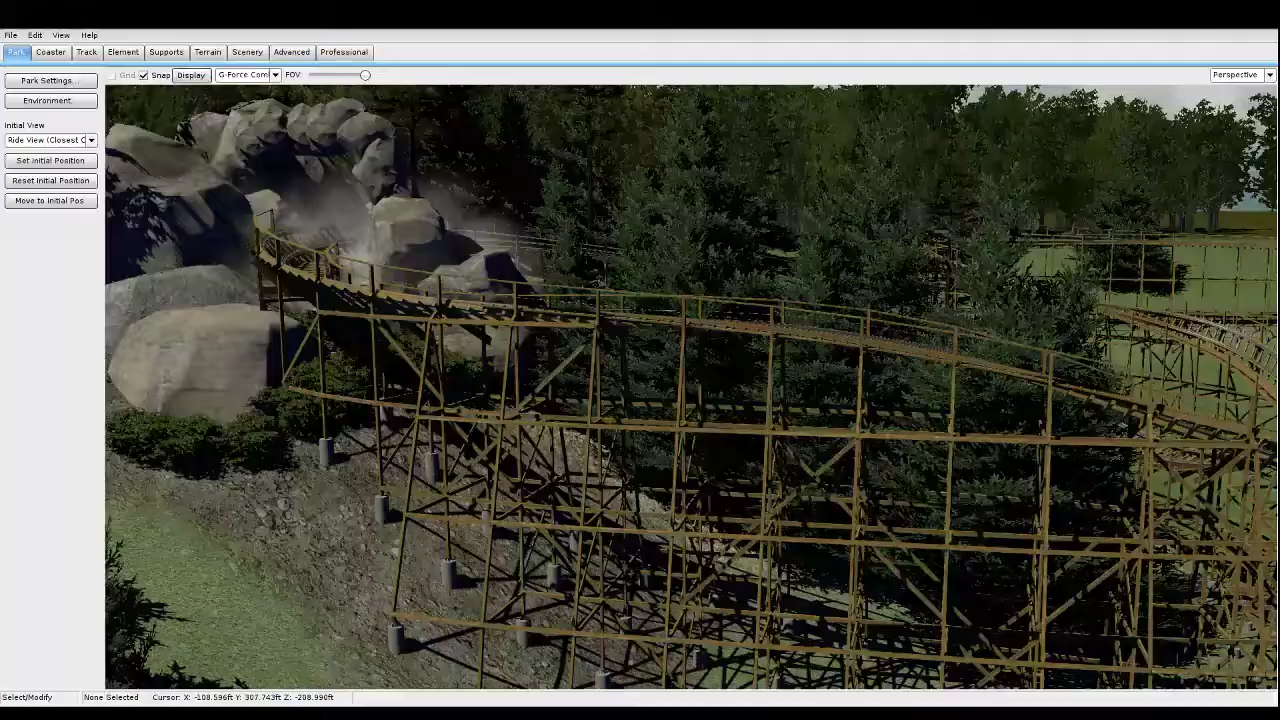 File Edit View Help
Park Coaster Track Element Supports Terrain Scenery Advanced Professional
Grid Snap Display G-Force Com FOV: Perspective
Park Settings...
Environment
Initial View
Ride View (Closest C
Set Initial Position
Reset Initial Position
Move to Initial Pos
Select/Modify None Selected Cursor: X: -108.596ft Y: 307.743ft Z: -208.990ft